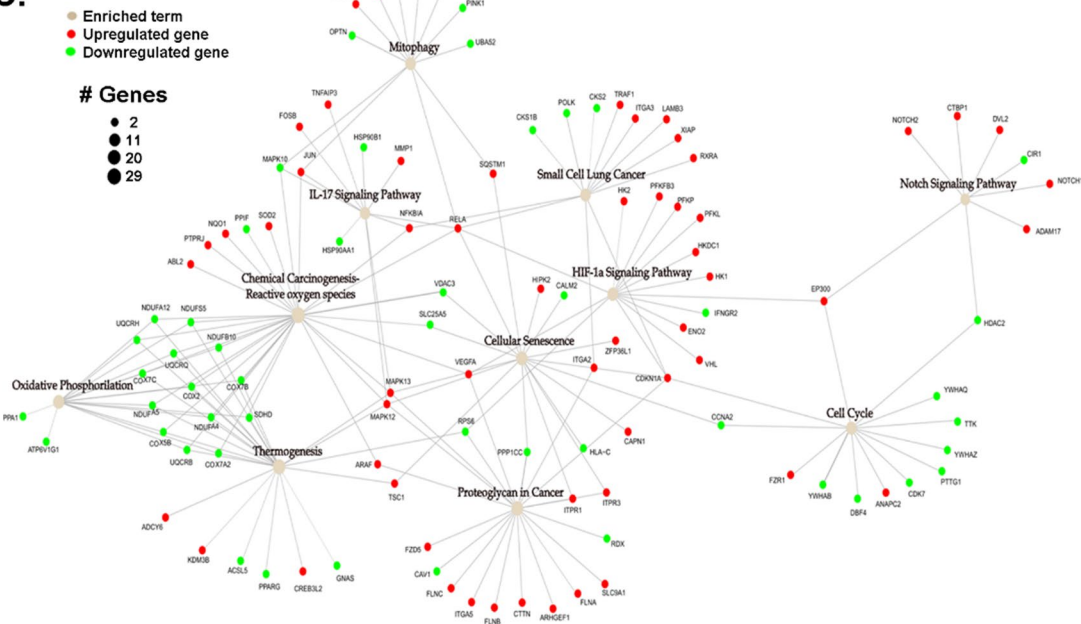 PINK1
Enriched term
Upregulated gene
OPTN
UBA52
Downregulated gene
Mitophagy
# Genes
2
11
20
29
TNFAIP3
FOSB
HSP90B1
MAPK10
JUN
MMP1
SQSTM1
IL-17 Signaling Pathway
NFKBIA
RELA
HSP90AA1
POLK
CKS2
TRAF1
CKS1B
ITGA3
LAMB3
XIAP
RXRA
Small Cell Lung Cancer
HK2
PFKFB3
PFKP
PFKL
HKDC1
HIF-1a Signaling Pathway
HK1
IFNGR2
ENO2
VHL
NOTCH2
CTBP1
DVL2
CIR1
Notch Signaling Pathway
NOTCH
ADAM17
EP300
HDAC2
SOD2
PPIF
NQO1
PTPRJ
ABL2
Chemical Carcinogenesis-
Reactive oxygen species
VDAC3
SLC25A5
HIPK2
CALM2
Cellular Senescence
ZFP36L1
ITGA2
CDKN1A
VEGFA
MAPK13
MAPK12
RPS6
PPP1CC
HLA-C
CAPN1
NDUFA12
NDUFS5
UQCRH
NDUFB10
UQCRQ
COX7C
COX7B
COX2
Oxidative Phosphorilation
PPA1
ATP6V1G1
NDUFA5
NDUFA4
SDHD
COX5B
UQCRB
COX7A2
Thermogenesis
ARAF
TSC1
ADCY6
KDM3B
ACSL5
PPARG
CREB3L2
GNAS
Proteoglycan in Cancer
ITPR1
ITPR3
RDX
FZD5
CAV1
FLNC
ITGA5
FLNB
CTTN
ARHGEF1
FLNA
SLC9A1
CCNA2
Cell Cycle
YWHAQ
TTK
YWHAZ
PTTG1
CDK7
ANAPC2
DBF4
YWHAB
FZR1